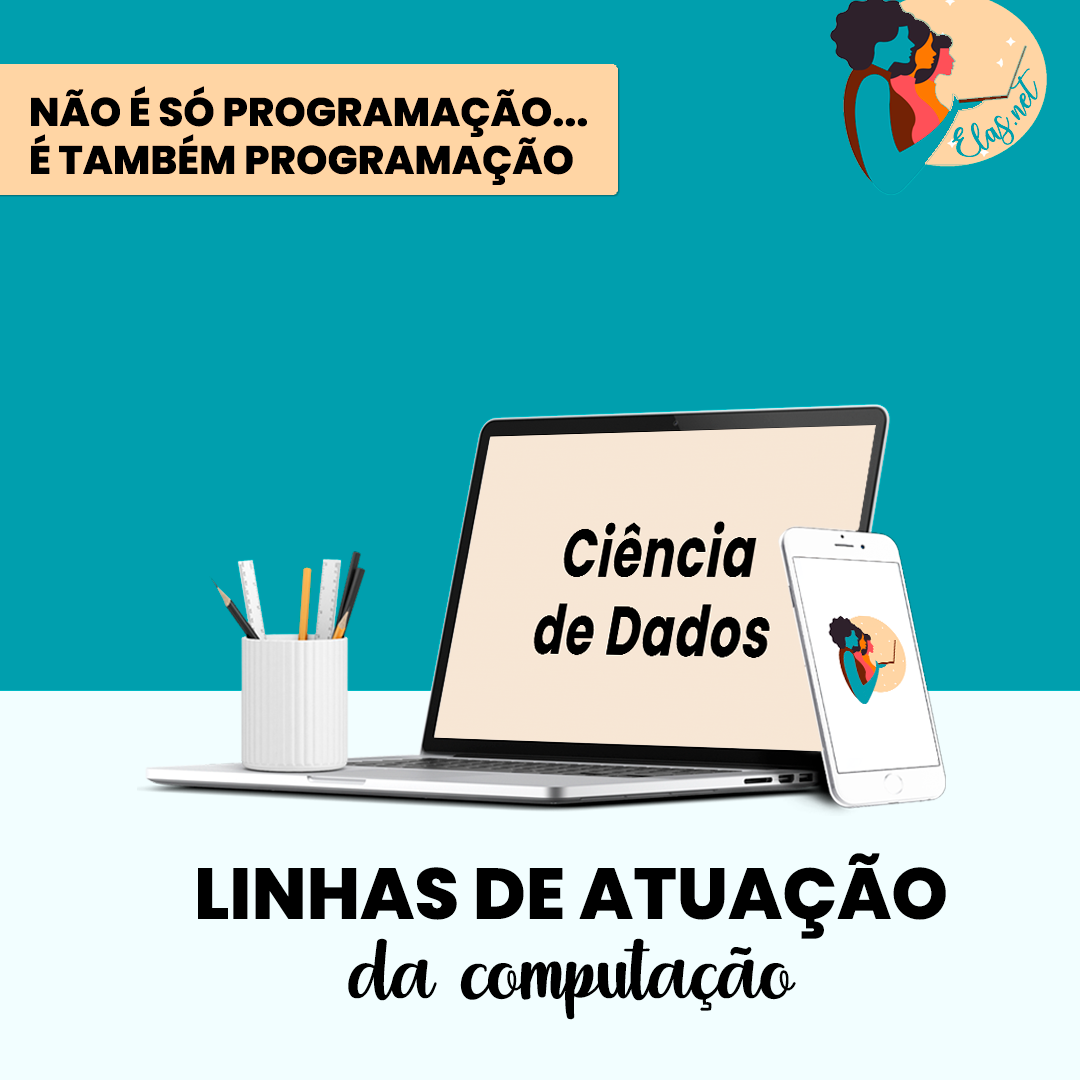 NÃO É SÓ PROGRAMAÇÃO...
É TAMBÉM PROGRAMAÇÃO
Elas.net
Ciência
de Dados
LINHAS DE ATUAÇÃO
da computação